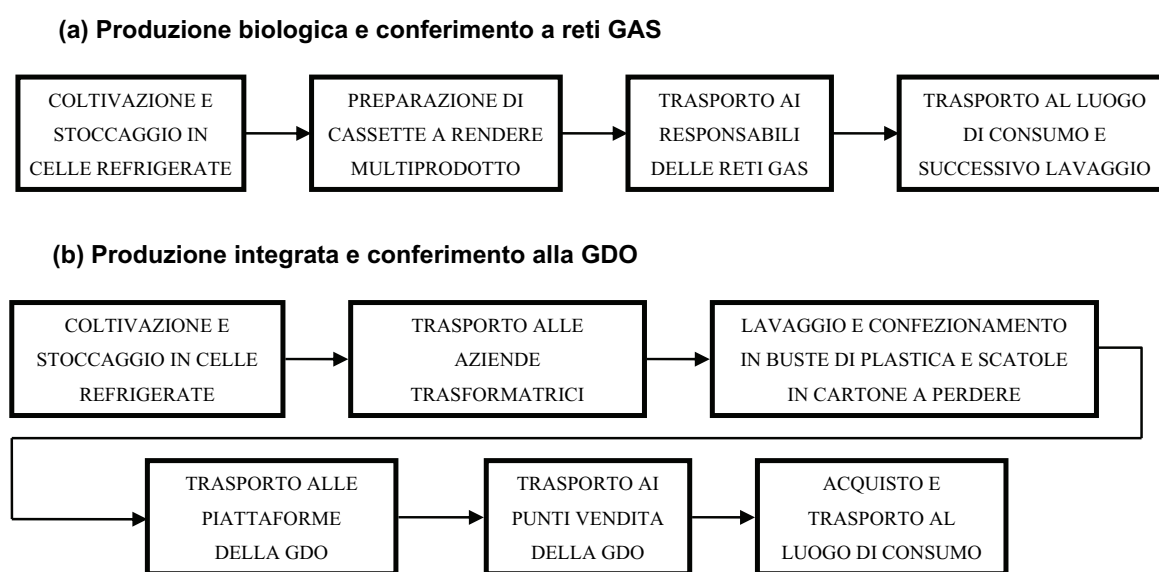 (a) Produzione biologica e conferimento a reti GAS
COLTIVAZIONE E
STOCCAGGIO IN
CELLE REFRIGERATE
PREPARAZIONE DI
CASSETTE A RENDERE
MULTIPRODOTTO
TRASPORTO AI
RESPONSABILI
DELLE RETI GAS
TRASPORTO AL LUOGO
DI CONSUMO E
SUCCESSIVO LAVAGGIO
(b) Produzione integrata e conferimento alla GDO
COLTIVAZIONE E
STOCCAGGIO IN CELLE
REFRIGERATE
TRASPORTO ALLE
AZIENDE
TRASFORMATRICI
LAVAGGIO E CONFEZIONAMENTO
IN BUSTE DI PLASTICA E SCATOLE
IN CARTONE A PERDERE
TRASPORTO ALLE
PIATTAFORME
DELLA GDO
TRASPORTO AI
PUNTI VENDITA
DELLA GDO
ACQUISTO E
TRASPORTO AL
LUOGO DI CONSUMO